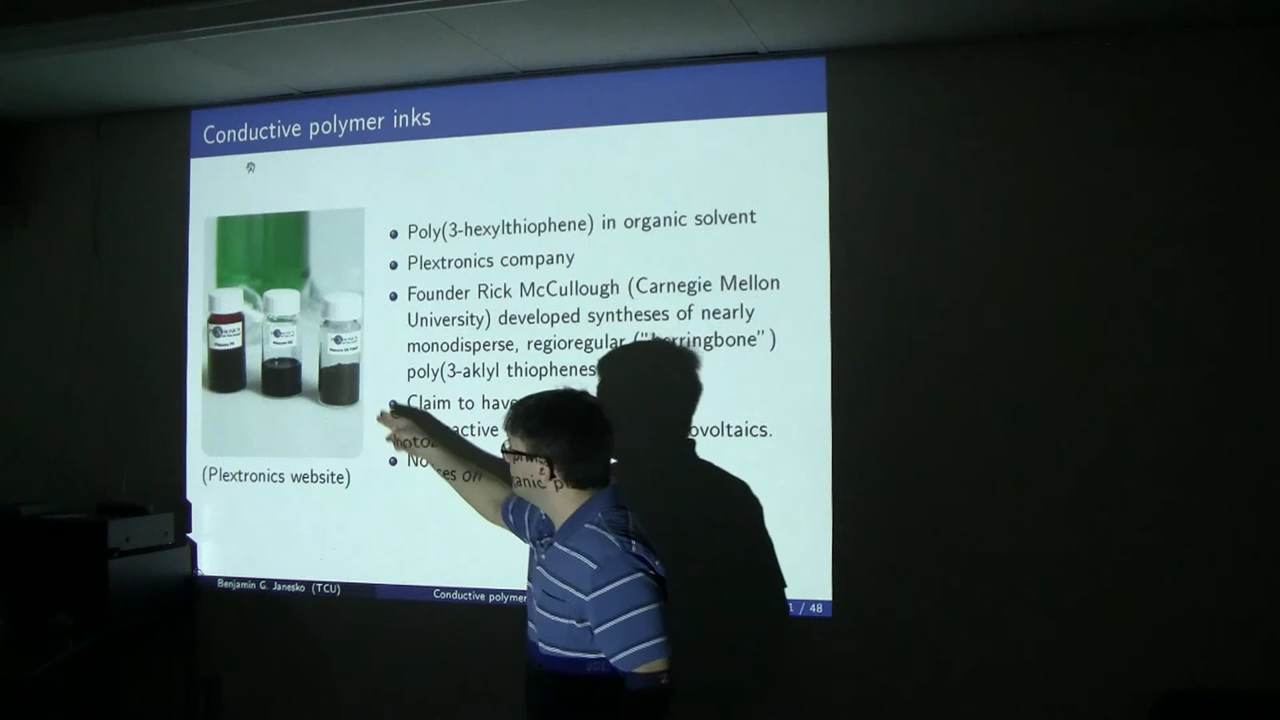 Conductive polymer inks
Poly(3-hexylthiophene) in organic solvent
Plextronics company
Founder Rick McCullough (Carnegie Mellon
University) developed syntheses of nearly
monodisperse, regioregular ("herringbone")
poly(3-aklyl thiophenes
Claim to have
active ovoltaics.
No
(Plextronics website)
Benjamin G. Janesko (TCU)
Conductive polymer
1 / 48